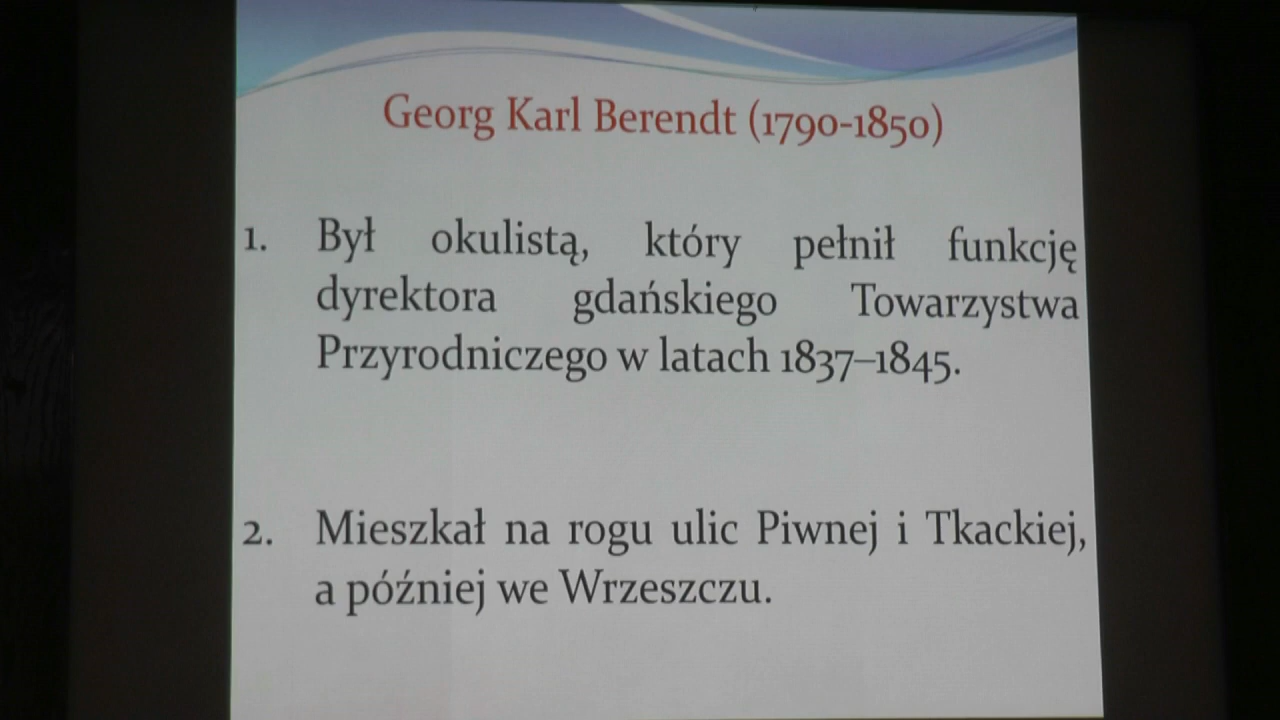 Georg Karl Berendt (1790-1850)
1. Był okulistą, który pełnił funkcję
dyrektora gdańskiego Towarzystwa
Przyrodniczego w latach 1837–1845.
2. Mieszkał na rogu ulic Piwnej i Tkackiej,
a później we Wrzeszczu.